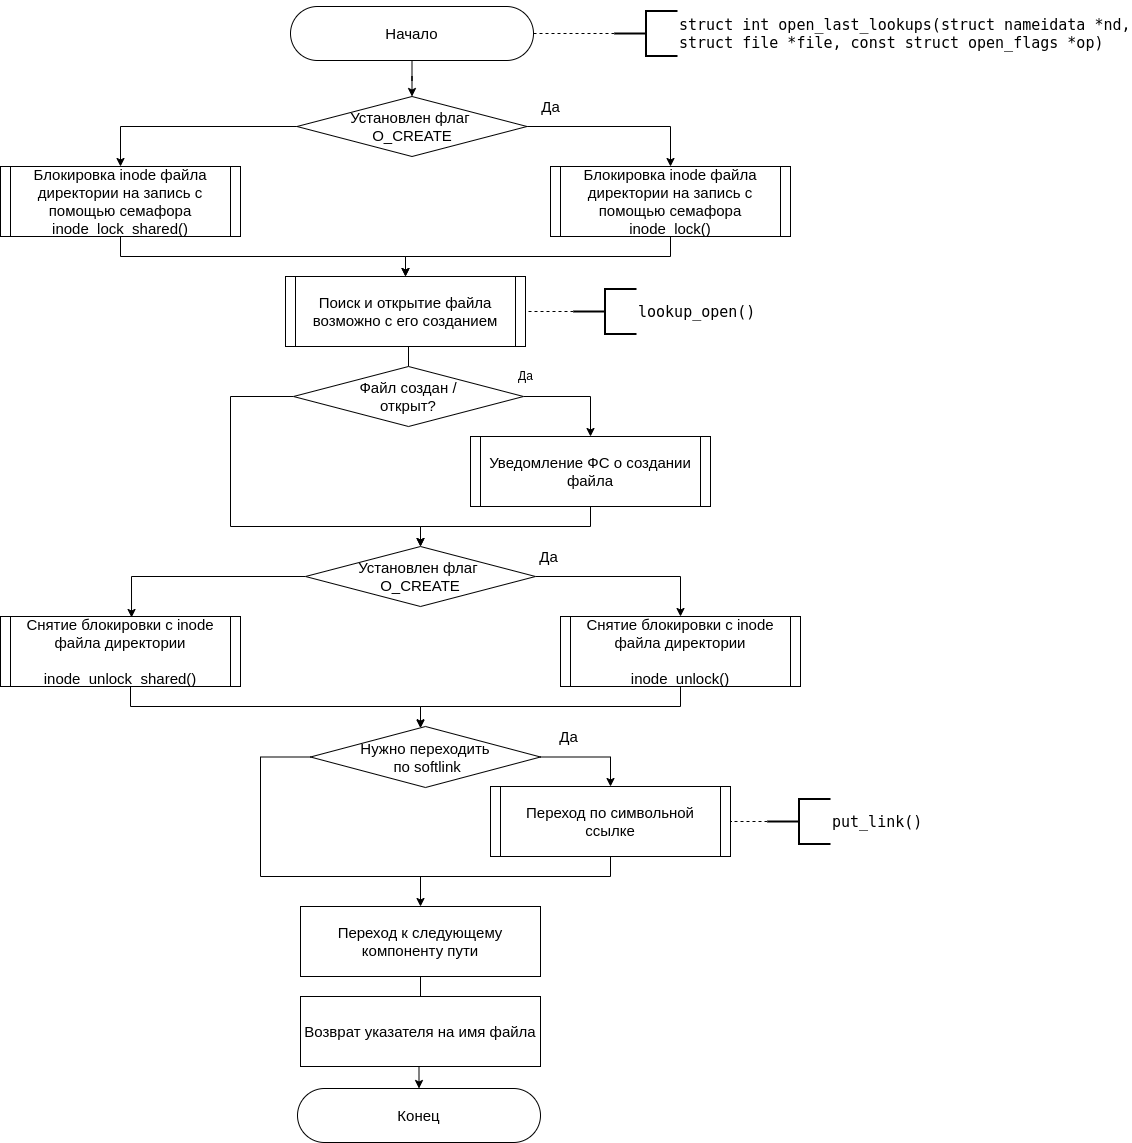 Начало
struct int open_last_lookups(struct nameidata *nd,
struct file *file, const struct open_flags *op)
Да
Установлен флаг
O_CREATE
Блокировка inode файла
директории на запись с
помощью семафора
inode_lock_shared()
Блокировка inode файла
директории на запись с
помощью семафора
inode_lock()
Поиск и открытие файла
возможно с его созданием
lookup_open()
Да
Файл создан /
открыт?
Уведомление ФС о создании
файла
Да
Установлен флаг
O_CREATE
Снятие блокировки с inode
файла директории
inode_unlock_shared()
Снятие блокировки с inode
файла директории
inode_unlock()
Да
Нужно переходить
по softlink
Переход по символьной
ссылке
put_link()
Переход к следующему
компоненту пути
Возврат указателя на имя файла
Конец